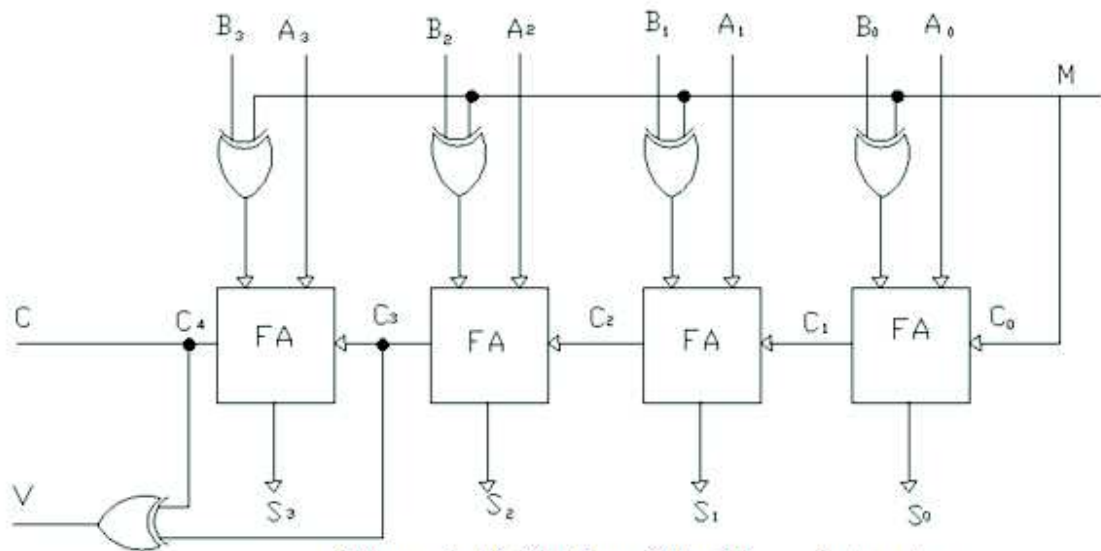 B₃ A₃ B₂ A₂ B₁ A₁ B₀ A₀
M
C C₄ FA C₃ FA C₂ FA C₁ FA C₀
V
S₃ S₂ S₁ S₀